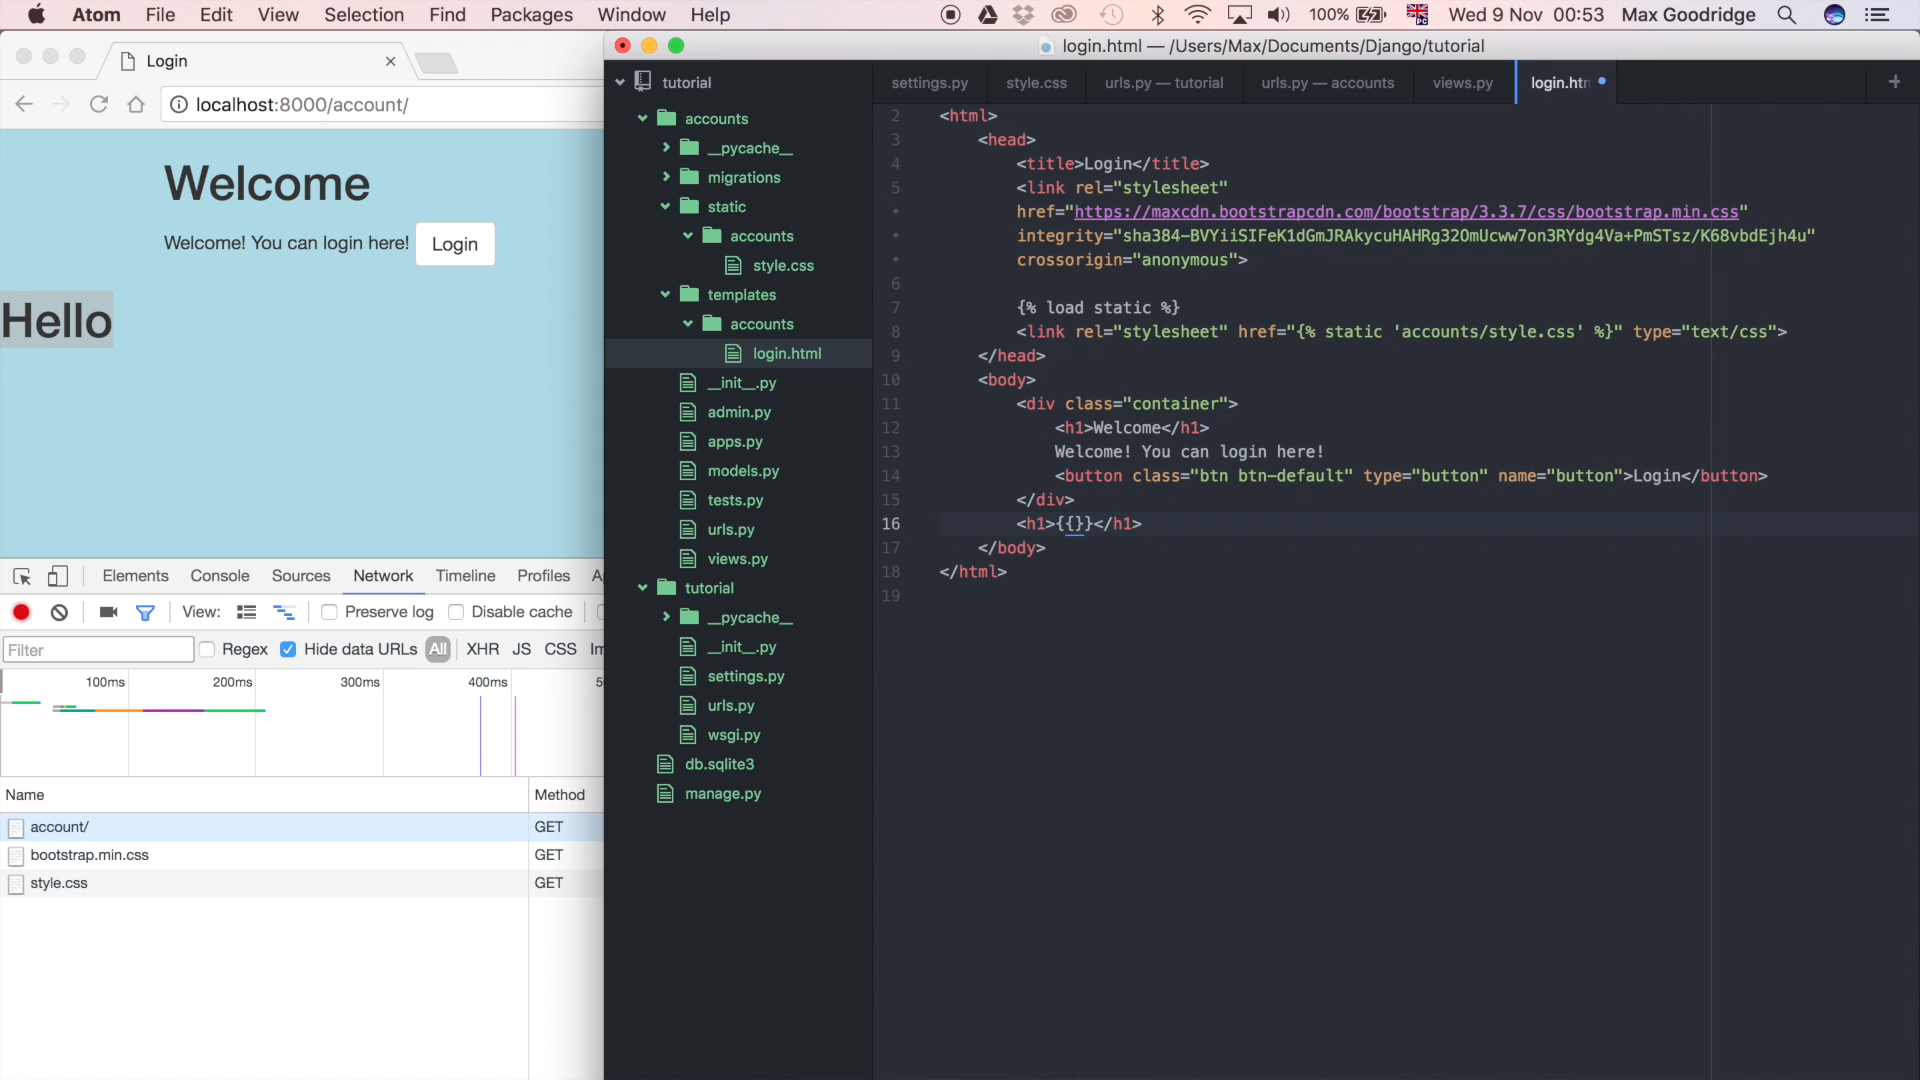 Atom File Edit View Selection Find Packages Window Help 100% Wed 9 Nov 00:53 Max Goodridge
Login
localhost:8000/account/
Welcome
Welcome! You can login here! Login
Hello
Elements Console Sources Network Timeline Profiles
View: Preserve log Disable cache
Filter Regex Hide data URLs All XHR JS CSS
100ms 200ms 300ms 400ms
Name Method
account/ GET
bootstrap.min.css GET
style.css GET
login.html — /Users/Max/Documents/Django/tutorial
tutorial
accounts
__pycache__
migrations
static
accounts
style.css
templates
accounts
login.html
__init__.py
admin.py
apps.py
models.py
tests.py
urls.py
views.py
tutorial
__pycache__
__init__.py
settings.py
urls.py
wsgi.py
db.sqlite3
manage.py
settings.py style.css urls.py — tutorial urls.py — accounts views.py login.htm
2 <html>
3 <head>
4 <title>Login</title>
5 <link rel="stylesheet"
• href="https://maxcdn.bootstrapcdn.com/bootstrap/3.3.7/css/bootstrap.min.css"
• integrity="sha384-BVYiiSIFeK1dGmJRAkycuHAHRg32OmUcww7on3RYdg4Va+PmSTsz/K68vbdEjh4u"
• crossorigin="anonymous">
6
7 {% load static %}
8 <link rel="stylesheet" href="{% static 'accounts/style.css' %}" type="text/css">
9 </head>
10 <body>
11 <div class="container">
12 <h1>Welcome</h1>
13 Welcome! You can login here!
14 <button class="btn btn-default" type="button" name="button">Login</button>
15 </div>
16 <h1>{{}}</h1>
17 </body>
18 </html>
19